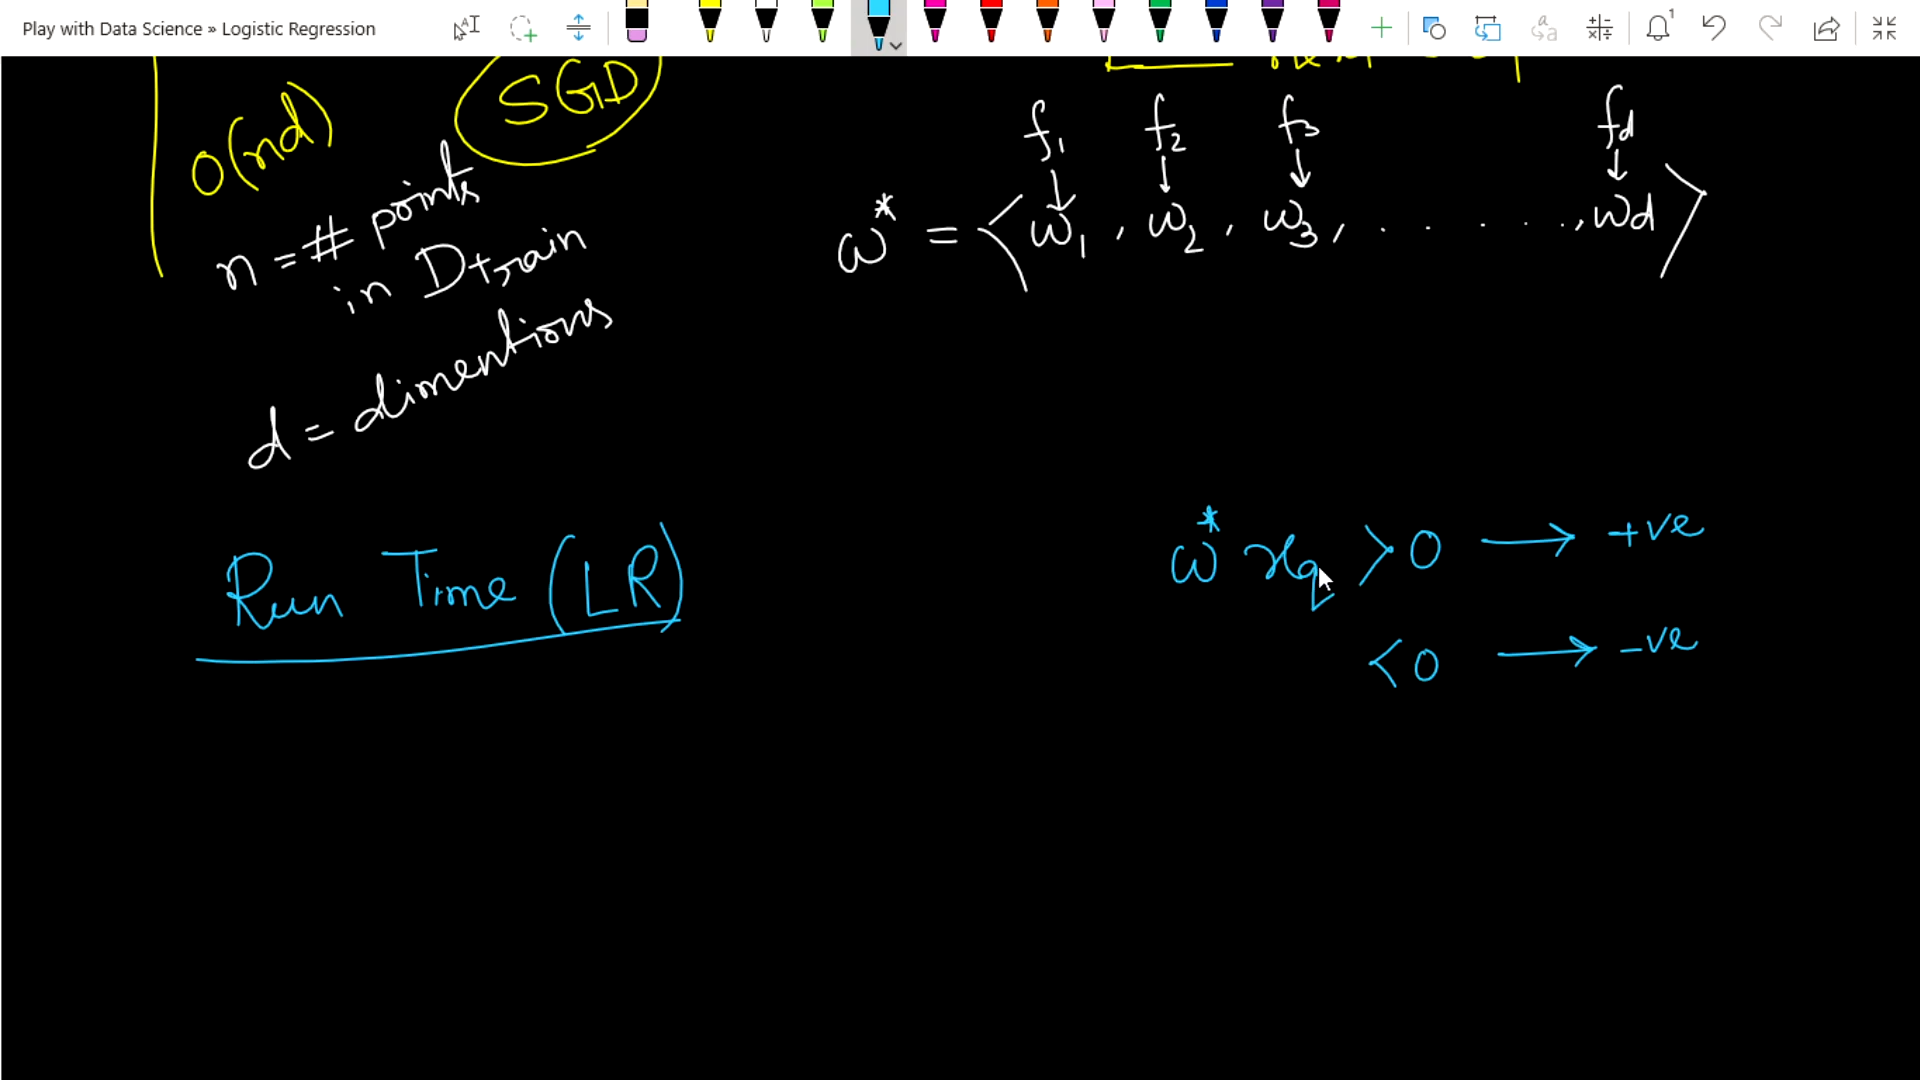 Play with Data Science » Logistic Regression
1
SGD
O(nd)
n = # points
in Dtrain
d = dimentions
f1 f2 f3 fd
w* = <w1, w2, w3, . . . . ., wd>
Run Time (LR)
w* xq > 0 → +ve
< 0 → -ve